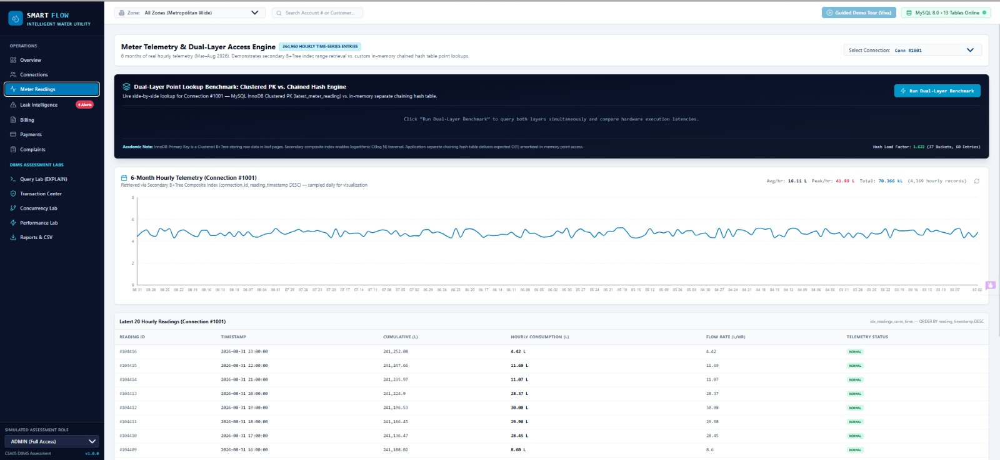 SMART FLOW
INTELLIGENT WATER UTILITY
Zone: All Zones (Metropolitan Wide)
Search Account # or Customer...
Guided Demo Tour (Viva)
MySQL 8.0 • 13 Tables Online
OPERATIONS
Overview
Connections
Meter Readings
Leak Intelligence 4 Alerts
Billing
Payments
Complaints
DBMS ASSESSMENT LABS
Query Lab (EXPLAIN)
Transaction Center
Concurrency Lab
Performance Lab
Reports & CSV
SIMULATED ASSESSMENT ROLE
ADMIN (Full Access)
CSA05 DBMS Assessment v1.0.0
Meter Telemetry & Dual-Layer Access Engine 264,960 HOURLY TIME-SERIES ENTRIES
6 months of real hourly telemetry (Mar–Aug 2026). Demonstrates secondary B+Tree index range retrieval vs. custom in-memory chained hash table point lookups.
Select Connection: Conn #1001
Dual-Layer Point Lookup Benchmark: Clustered PK vs. Chained Hash Engine
Live side-by-side lookup for Connection #1001 — MySQL InnoDB Clustered PK (latest_meter_reading) vs. in-memory separate chaining hash table.
Run Dual-Layer Benchmark
Click "Run Dual-Layer Benchmark" to query both layers simultaneously and compare hardware execution latencies.
Academic Note: InnoDB Primary Key is a Clustered B+Tree storing row data in leaf pages. Secondary composite index enables logarithmic O(log N) traversal. Application separate chaining hash table delivers expected O(1) amortized in-memory point access.
Hash Load Factor: 1.622 (37 Buckets, 60 Entries)
6-Month Hourly Telemetry (Connection #1001)
Retrieved via Secondary B+Tree Composite Index (connection_id, reading_timestamp DESC) — sampled daily for visualization
Avg/hr: 16.11 L Peak/hr: 41.89 L Total: 70.366 kL (4,369 hourly records)
8
6
4
2
0
08-31 08-28 08-25 08-22 08-19 08-16 08-13 08-10 08-07 08-04 08-01 07-29 07-26 07-23 07-20 07-17 07-14 07-11 07-08 07-05 07-02 06-29 06-26 06-23 06-20 06-17 06-14 06-11 06-08 06-05 06-02 05-30 05-27 05-24 05-21 05-18 05-15 05-12 05-09 05-06 05-03 04-30 04-27 04-24 04-21 04-18 04-15 04-12 04-09 04-06 04-03 03-31 03-28 03-25 03-22 03-19 03-16 03-13 03-10 03-07 03-02
Latest 20 Hourly Readings (Connection #1001)
idx_readings_conn_time — ORDER BY reading_timestamp DESC
READING ID TIMESTAMP CUMULATIVE (L) HOURLY CONSUMPTION (L) FLOW RATE (L/HR) TELEMETRY STATUS
#104416 2026-08-31 23:00:00 241,252.08 4.42 L 4.42 NORMAL
#104415 2026-08-31 22:00:00 241,247.66 11.69 L 11.69 NORMAL
#104414 2026-08-31 21:00:00 241,235.97 11.07 L 11.07 NORMAL
#104413 2026-08-31 20:00:00 241,224.9 28.37 L 28.37 NORMAL
#104412 2026-08-31 19:00:00 241,196.53 30.08 L 30.08 NORMAL
#104411 2026-08-31 18:00:00 241,166.45 29.98 L 29.98 NORMAL
#104410 2026-08-31 17:00:00 241,136.47 28.45 L 28.45 NORMAL
#104409 2026-08-31 16:00:00 241,108.02 8.60 L 8.6 NORMAL